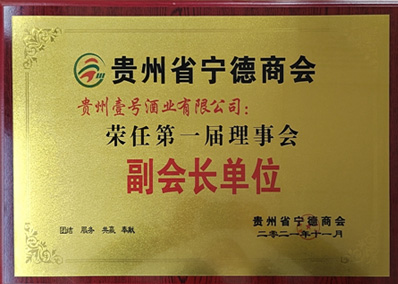 贵州省宁德商会
贵州壹号酒业有限公司：
荣任第一届理事会
副会长单位
团结 服务 共赢 奉献
贵州省宁德商会
二零二一年十一月